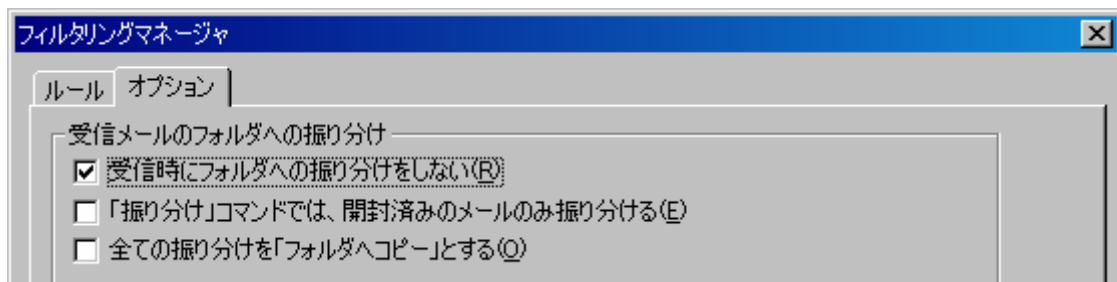 フィルタリングマネージャ
ルール オプション
受信メールのフォルダへの振り分け
受信時にフォルダへの振り分けをしない(R)
「振り分け」コマンドでは、開封済みのメールのみ振り分ける(E)
全ての振り分けを「フォルダへコピー」とする(O)